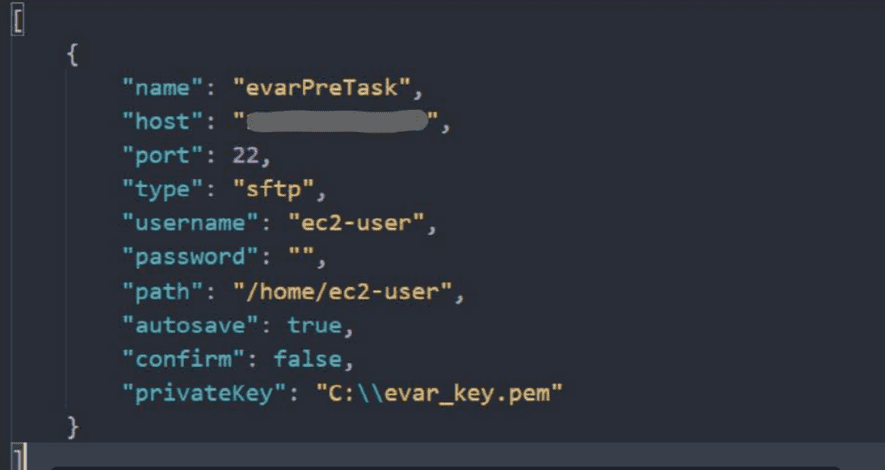 [
{
"name": "evarPreTask",
"host": "",
"port": 22,
"type": "sftp",
"username": "ec2-user",
"password": "",
"path": "/home/ec2-user",
"autosave": true,
"confirm": false,
"privateKey": "C:\\evar_key.pem"
}
]